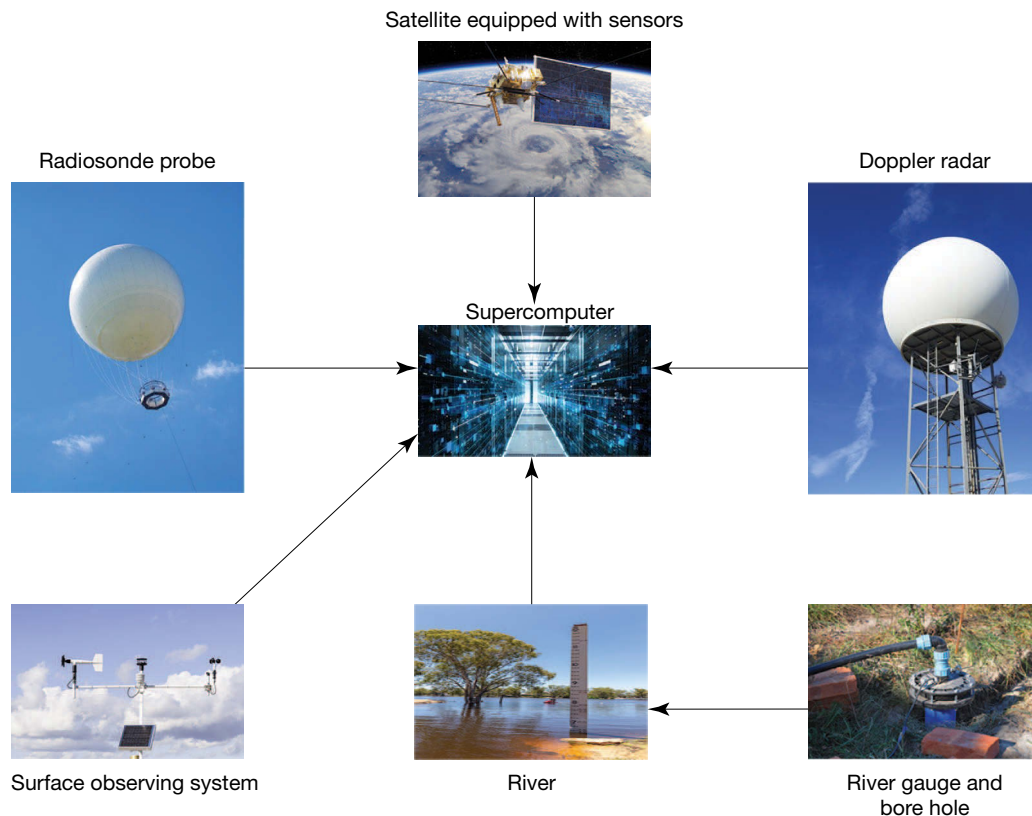 Satellite equipped with sensors
Radiosonde probe
Doppler radar
Supercomputer
Surface observing system
River
River gauge and
bore hole